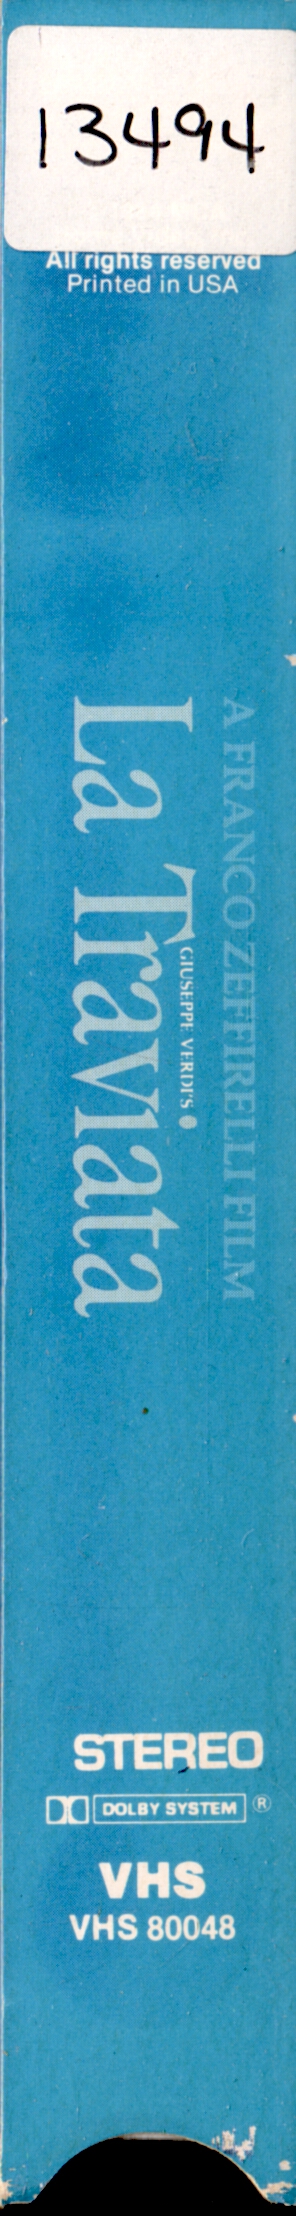 13494
All rights reserved
Printed in USA
A FRANCO ZEFFIRELLI FILM
GIUSEPPE VERDI'S
La Traviata
STEREO
DOLBY SYSTEM ®
VHS
VHS 80048